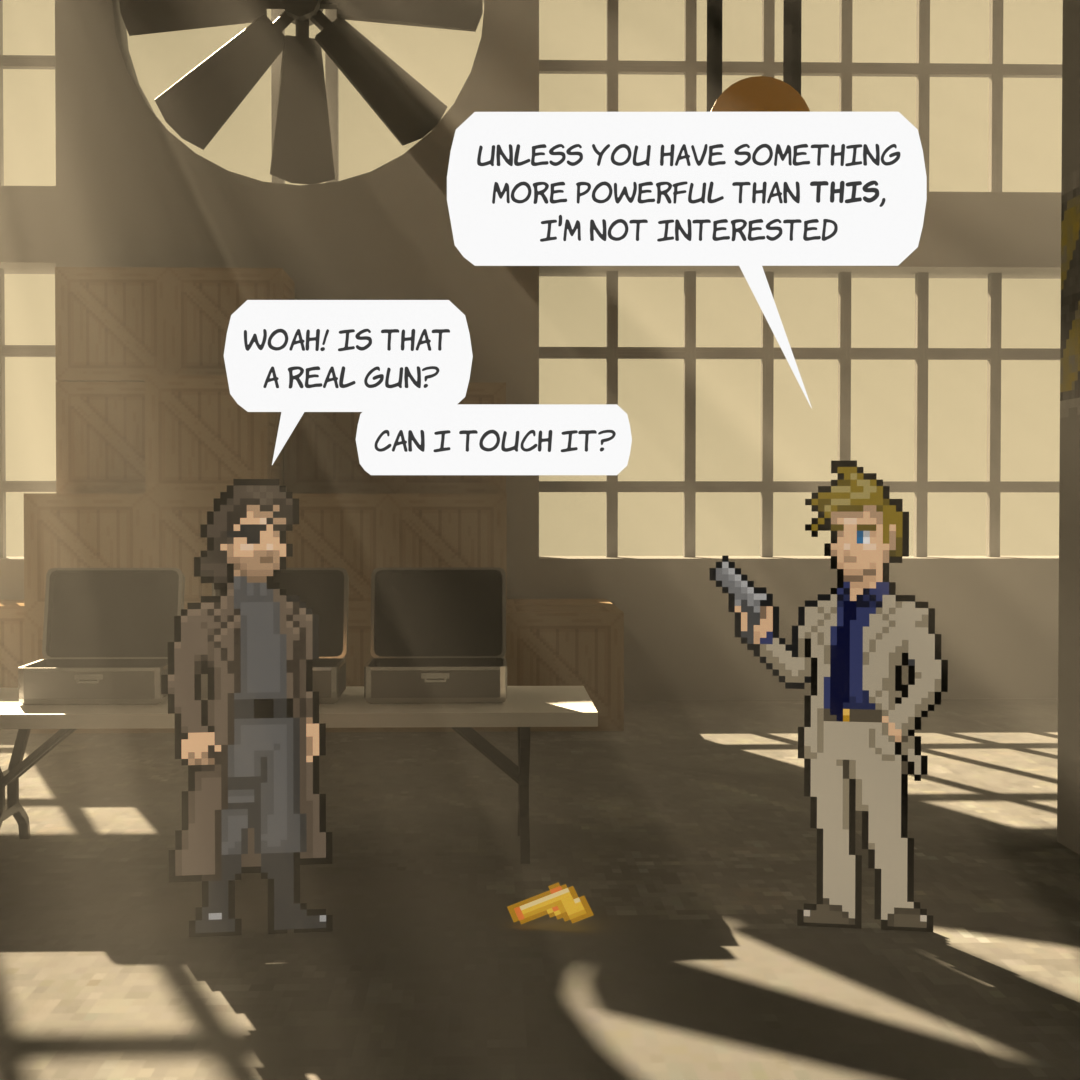 UNLESS YOU HAVE SOMETHING
MORE POWERFUL THAN THIS,
I'M NOT INTERESTED
WOAH! IS THAT
A REAL GUN?
CAN I TOUCH IT?